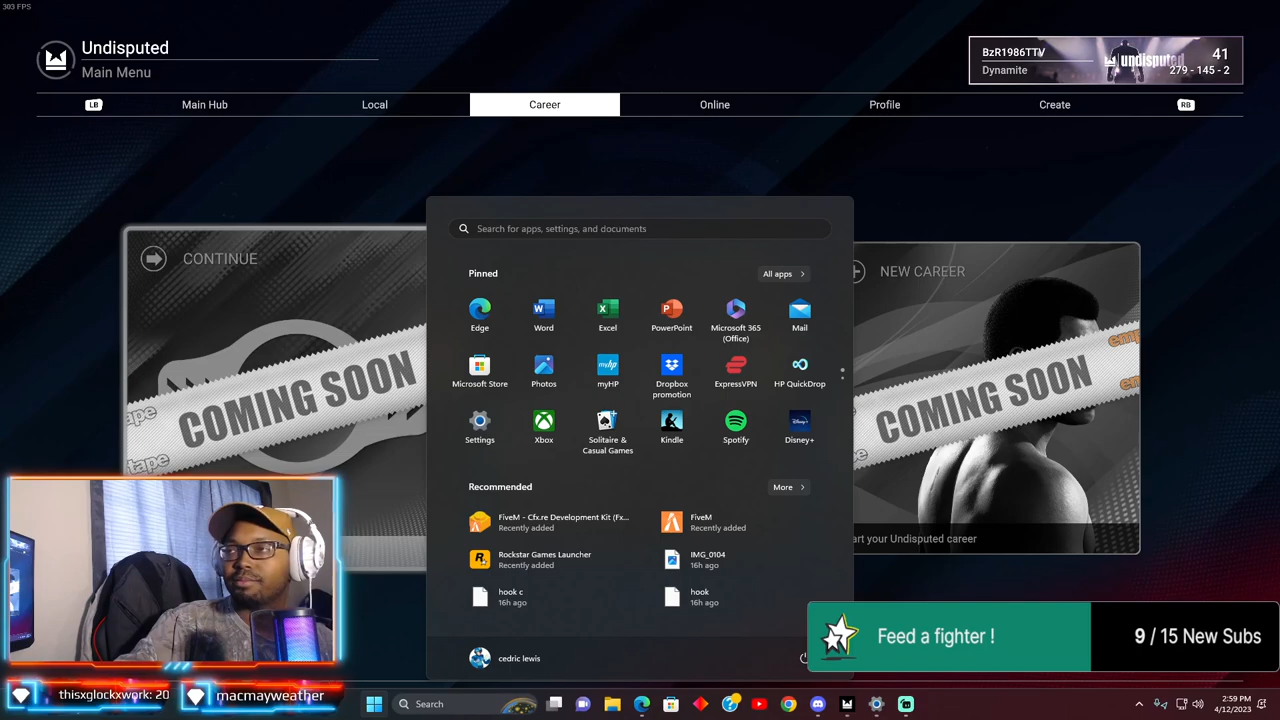 303 FPS
Undisputed
Main Menu
BzR1986TTV
Dynamite
undisputed
41
279 - 145 - 2
LB
Main Hub
Local
Career
Online
Profile
Create
RB
CONTINUE
COMING SOON
tape
tape
NEW CAREER
COMING SOON
emp
em
art your Undisputed career
Search for apps, settings, and documents
Pinned
All apps
Edge
Word
Excel
PowerPoint
Microsoft 365
(Office)
Mail
Microsoft Store
Photos
myHP
Dropbox
promotion
ExpressVPN
HP QuickDrop
Settings
Xbox
Solitaire &
Casual Games
Kindle
Spotify
Disney+
Recommended
More
FiveM - Cfx.re Development Kit (Fx...
Recently added
FiveM
Recently added
Rockstar Games Launcher
Recently added
IMG_0104
16h ago
hook c
16h ago
hook
16h ago
cedric lewis
Feed a fighter !
9 / 15 New Subs
thisxglockxwork: 20
macmayweather
Search
2:59 PM
4/12/2023